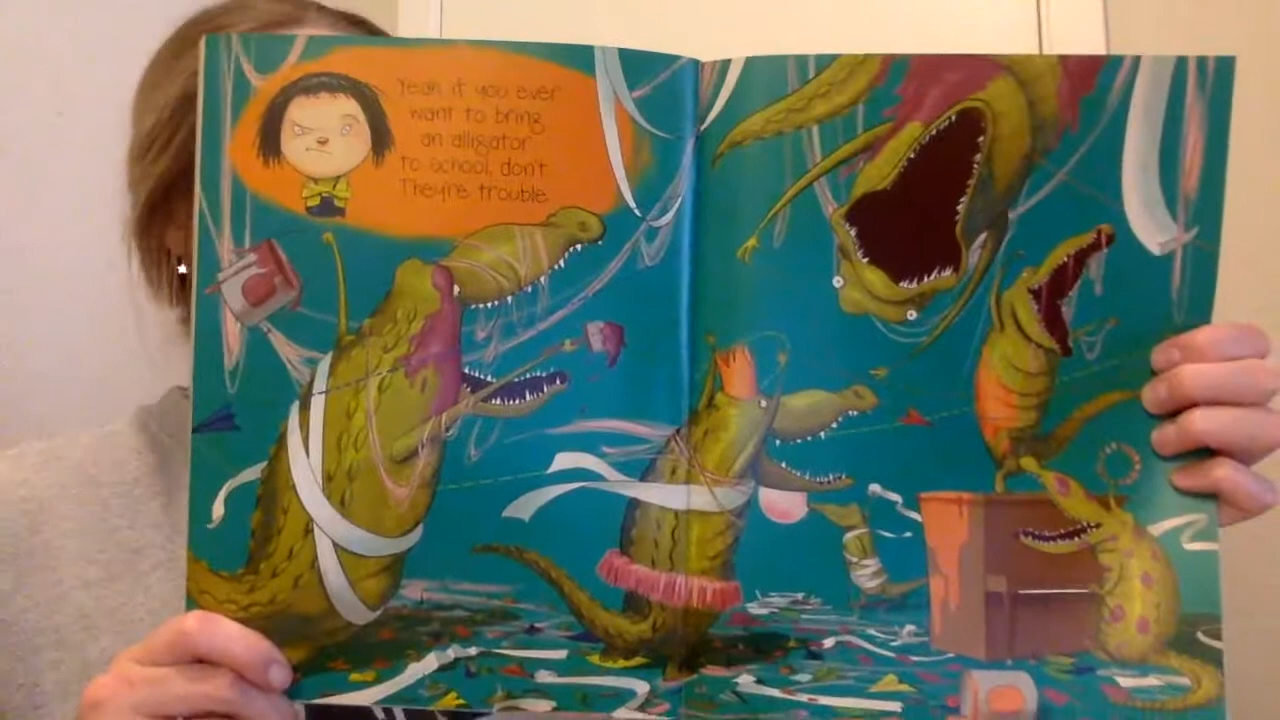 Yeah if you ever
want to bring
an alligator
to school, don't
They're trouble